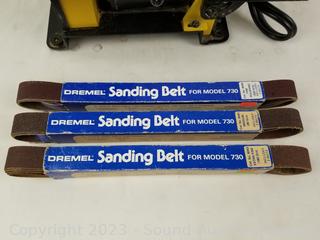 DREMEL Sanding Belt FOR MODEL 730
DREMEL Sanding Belt FOR MODEL 730
DREMEL Sanding Belt FOR MODEL 730
Copyright 2023 - Sound Au